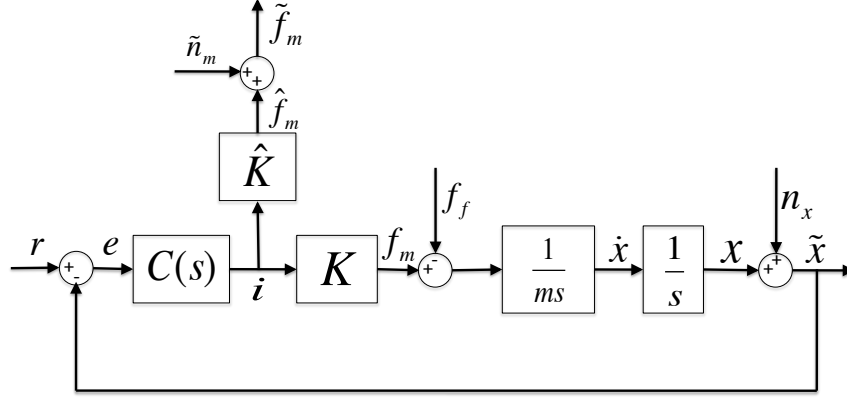 f̃_m
ñ_m
+
+
f̂_m
K̂
f_f
n_x
r
+
-
e
C(s)
i
K
f_m
+
-
1
ms
ẋ
1
s
x
+
+
x̃